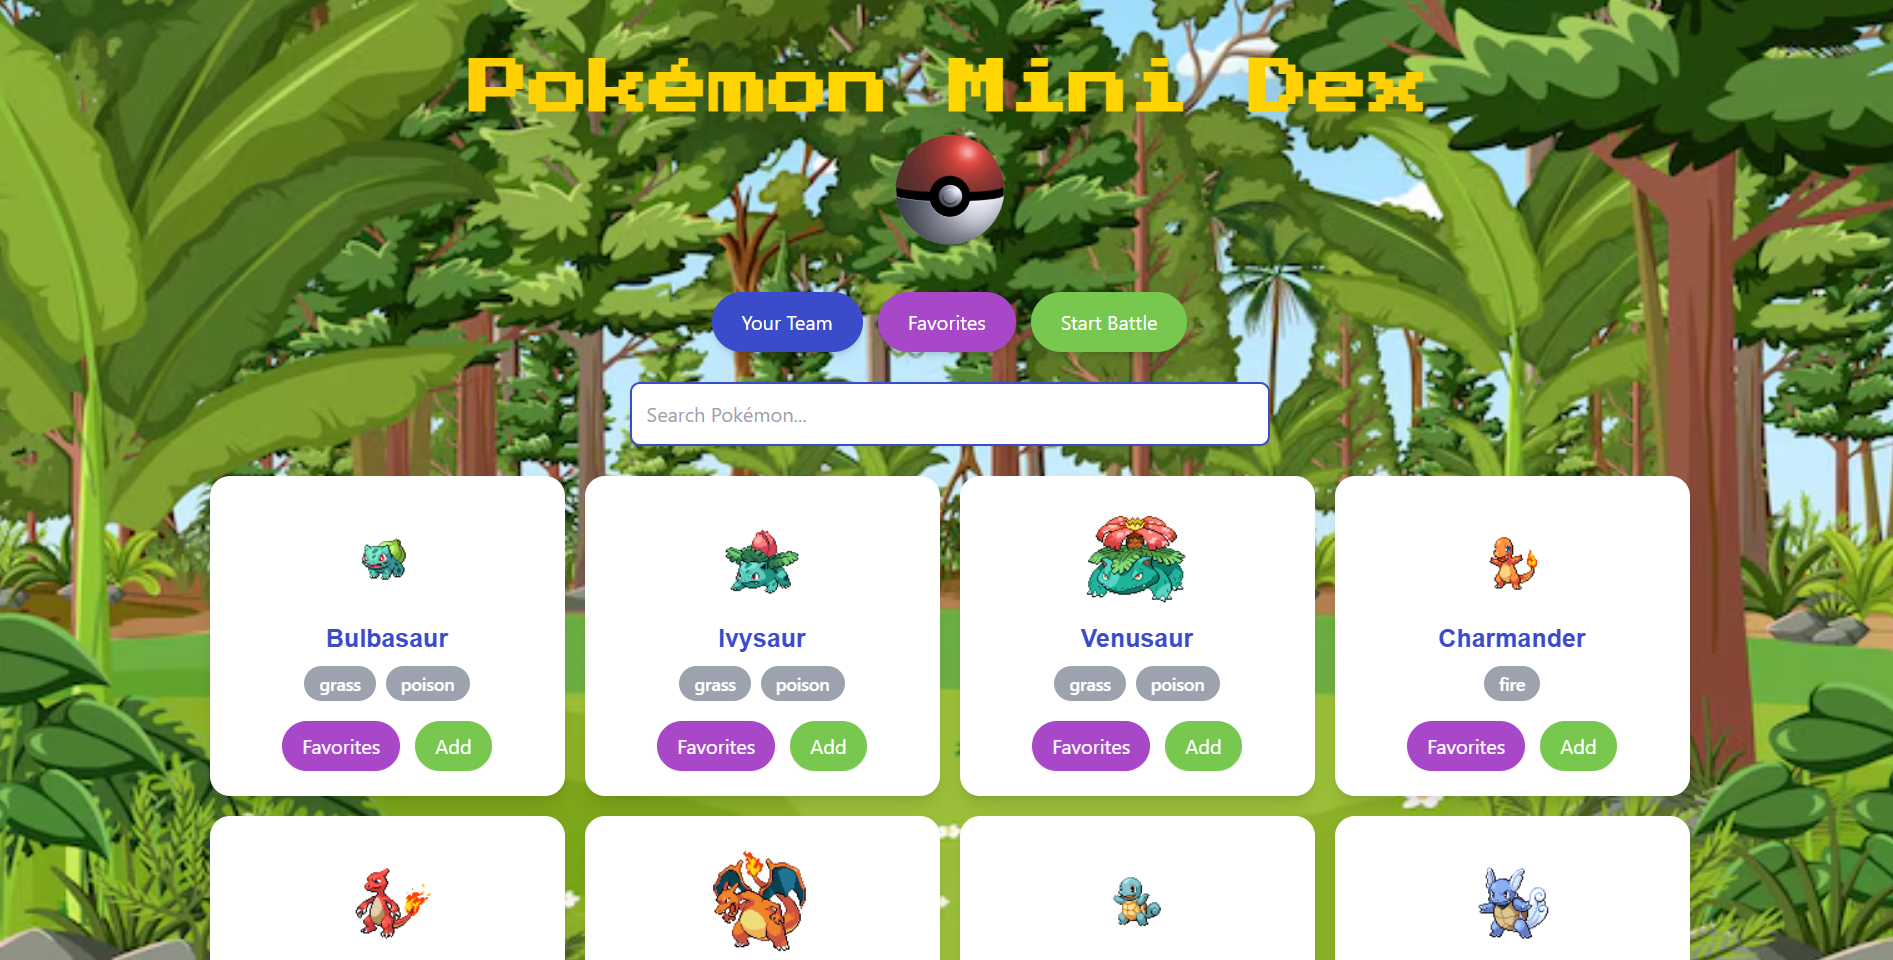 Pokémon Mini Dex
Your Team Favorites Start Battle
Search Pokémon...
Bulbasaur Ivysaur Venusaur Charmander
grass poison grass poison grass poison fire
Favorites Add Favorites Add Favorites Add Favorites Add